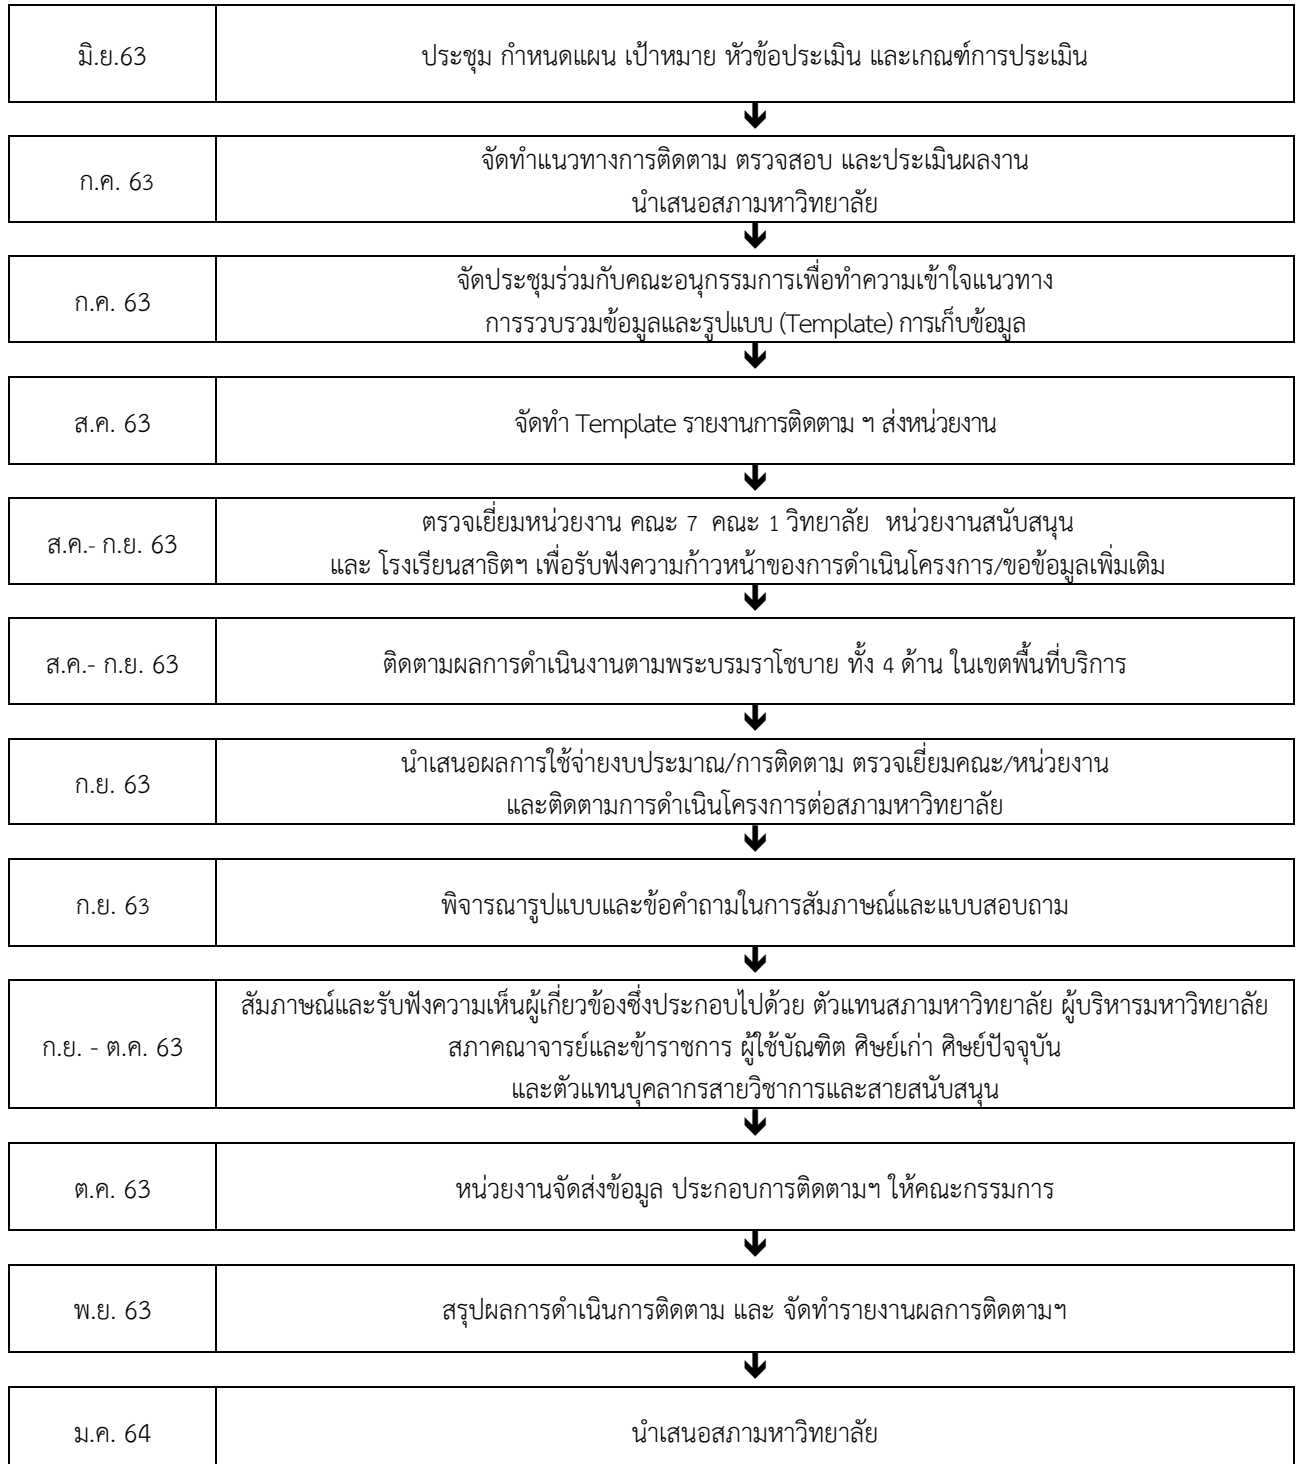 มิ.ย.63
ประชุม กำหนดแผน เป้าหมาย หัวข้อประเมิน และเกณฑ์การประเมิน
ก.ค. 63
จัดทำแนวทางการติดตาม ตรวจสอบ และประเมินผลงาน
นำเสนอสภามหาวิทยาลัย
ก.ค. 63
จัดประชุมร่วมกับคณะอนุกรรมการเพื่อทำความเข้าใจแนวทาง
การรวบรวมข้อมูลและรูปแบบ (Template) การเก็บข้อมูล
ส.ค. 63
จัดทำ Template รายงานการติดตาม ฯ ส่งหน่วยงาน
ส.ค.- ก.ย. 63
ตรวจเยี่ยมหน่วยงาน คณะ 7 คณะ 1 วิทยาลัย หน่วยงานสนับสนุน
และ โรงเรียนสาธิตฯ เพื่อรับฟังความก้าวหน้าของการดำเนินโครงการ/ขอข้อมูลเพิ่มเติม
ส.ค.- ก.ย. 63
ติดตามผลการดำเนินงานตามพระบรมราโชบาย ทั้ง 4 ด้าน ในเขตพื้นที่บริการ
ก.ย. 63
นำเสนอผลการใช้จ่ายงบประมาณ/การติดตาม ตรวจเยี่ยมคณะ/หน่วยงาน
และติดตามการดำเนินโครงการต่อสภามหาวิทยาลัย
ก.ย. 63
พิจารณารูปแบบและข้อคำถามในการสัมภาษณ์และแบบสอบถาม
ก.ย. - ต.ค. 63
สัมภาษณ์และรับฟังความเห็นผู้เกี่ยวข้องซึ่งประกอบไปด้วย ตัวแทนสภามหาวิทยาลัย ผู้บริหารมหาวิทยาลัย
สภาคณาจารย์และข้าราชการ ผู้ใช้บัณฑิต ศิษย์เก่า ศิษย์ปัจจุบัน
และตัวแทนบุคลากรสายวิชาการและสายสนับสนุน
ต.ค. 63
หน่วยงานจัดส่งข้อมูล ประกอบการติดตามฯ ให้คณะกรรมการ
พ.ย. 63
สรุปผลการดำเนินการติดตาม และ จัดทำรายงานผลการติดตามฯ
ม.ค. 64
นำเสนอสภามหาวิทยาลัย